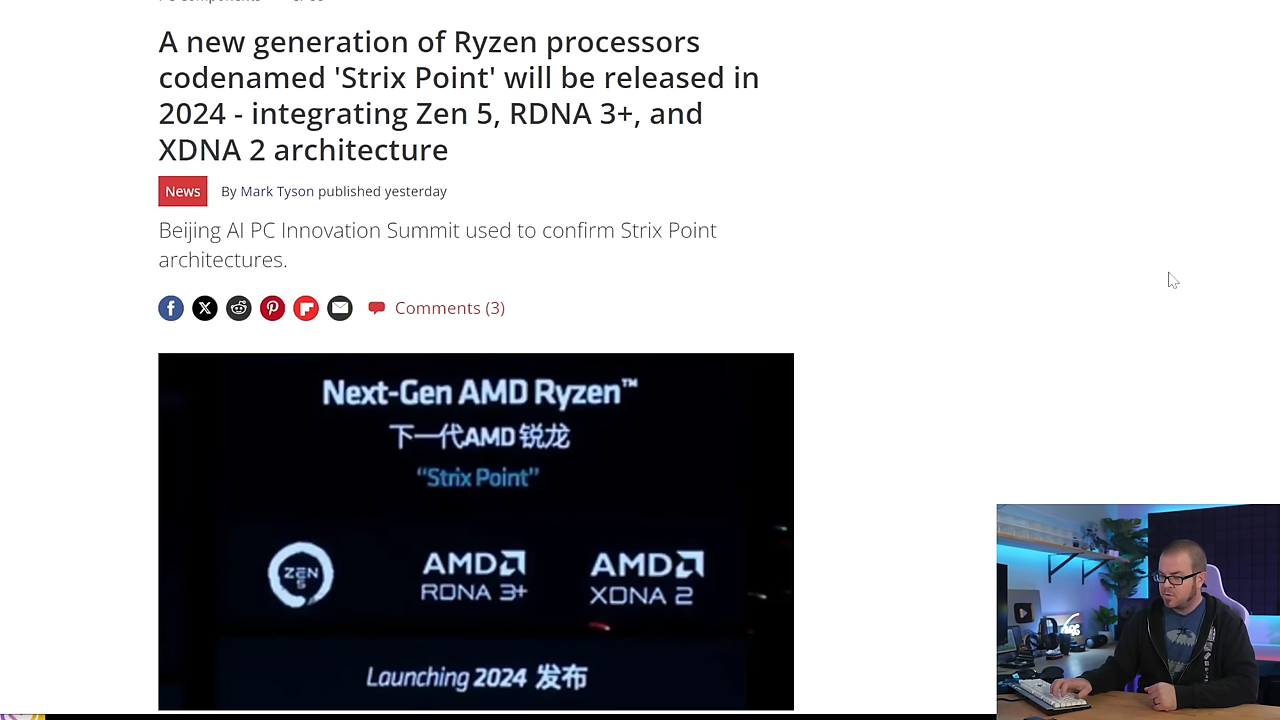 A new generation of Ryzen processors
codenamed 'Strix Point' will be released in
2024 - integrating Zen 5, RDNA 3+, and
XDNA 2 architecture
News By Mark Tyson published yesterday
Beijing AI PC Innovation Summit used to confirm Strix Point
architectures.
Comments (3)
Next-Gen AMD Ryzen™
下一代AMD 锐龙
“Strix Point”
ZEN 5
AMD RDNA 3+
AMD XDNA 2
Launching 2024 发布